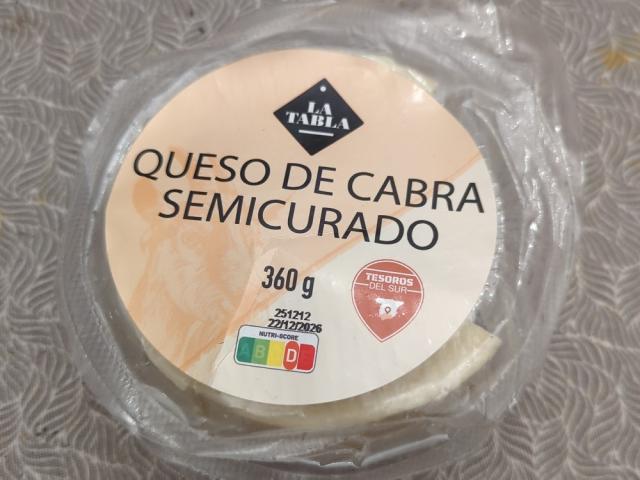 LA
TABLA
QUESO DE CABRA
SEMICURADO
360 g
TESOROS
DEL SUR
251212
22/12/2026
NUTRI-SCORE
A B C D E